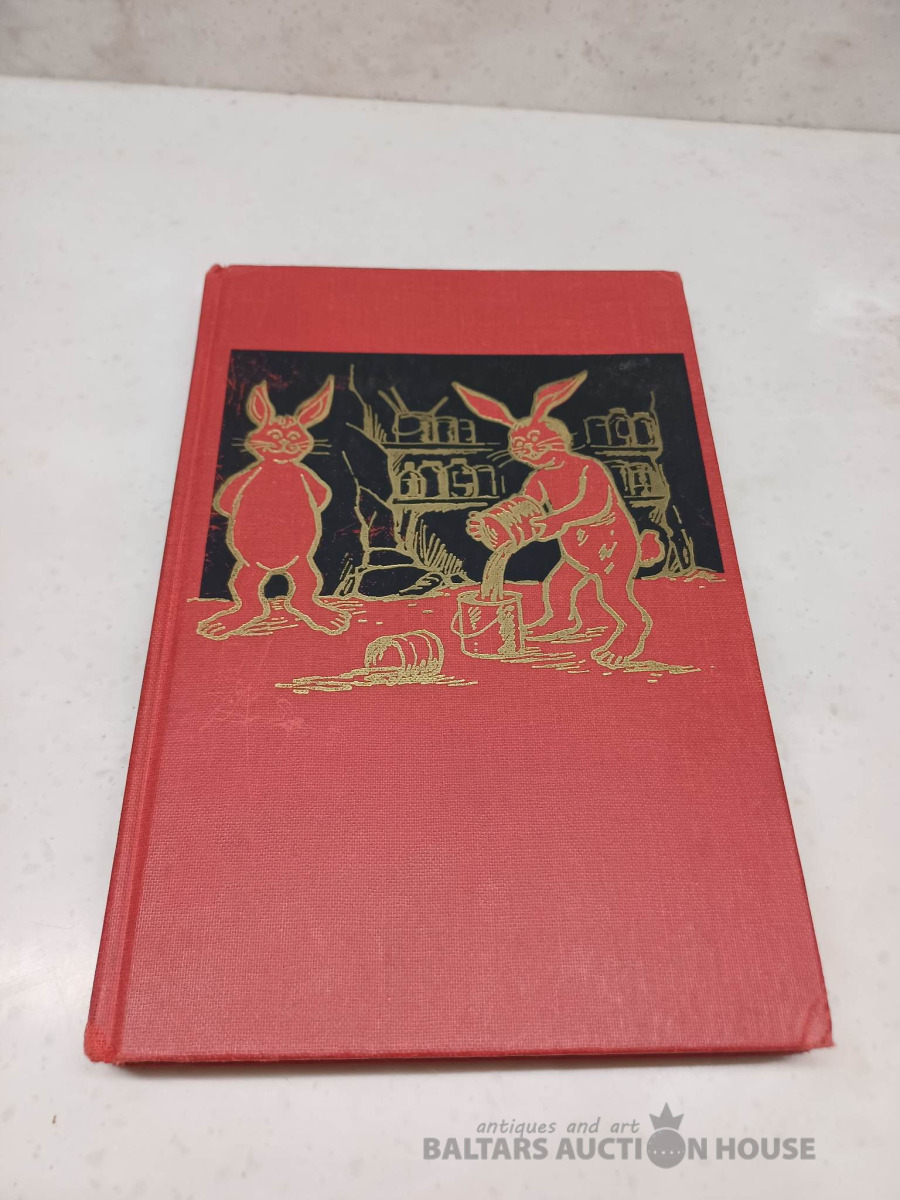 antiques and art
BALTARS AUCTION HOUSE